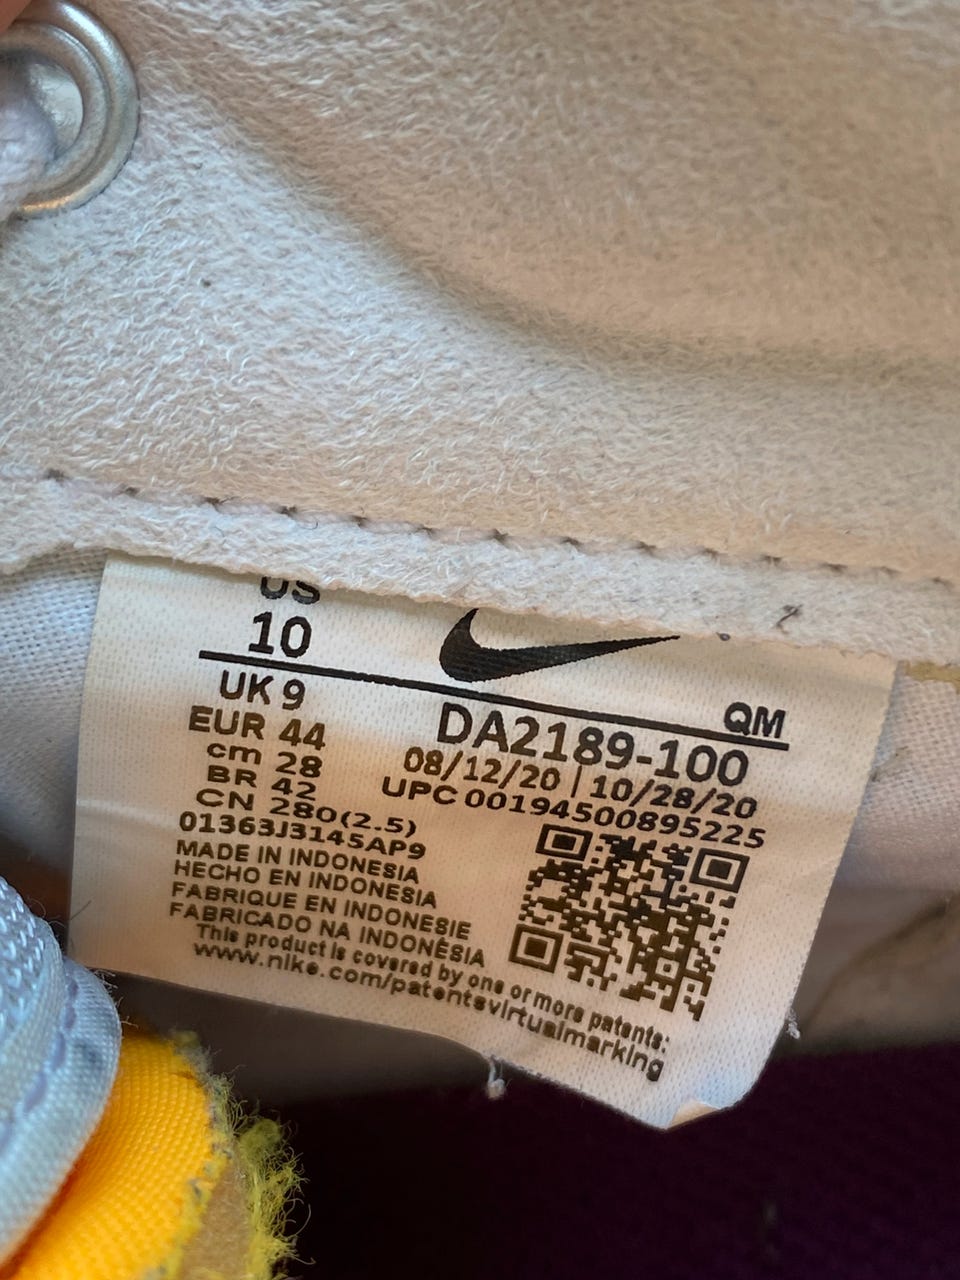 US
10
UK 9
EUR 44
cm 28
BR 42
CN 280(2.5)
01363J3145AP9
MADE IN INDONESIA
HECHO EN INDONESIA
FABRIQUE EN INDONESIE
FABRICADO NA INDONÉSIA
This product is covered by one or more patents:
www.nike.com/patentsvirtualmarking
QM
DA2189-100
08/12/20 | 10/28/20
UPC 00194500895225